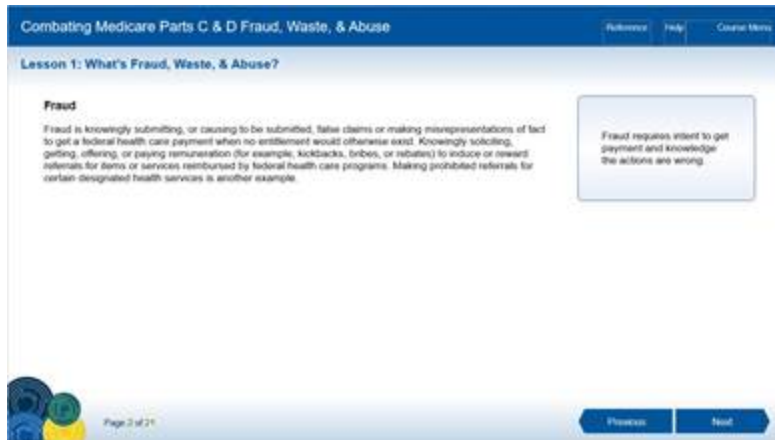 Combating Medicare Parts C & D Fraud, Waste, & Abuse
Reference Help Course Menu
Lesson 1: What's Fraud, Waste, & Abuse?
Fraud
Fraud is knowingly submitting, or causing to be submitted, false claims or making misrepresentations of fact
to get a federal health care payment when no entitlement would otherwise exist. Knowingly soliciting,
getting, offering, or paying remuneration (for example, kickbacks, bribes, or rebates) to induce or reward
referrals for items or services reimbursed by federal health care programs. Making prohibited referrals for
certain designated health services is another example.
Fraud requires intent to get
payment and knowledge
the actions are wrong.
Page 2 of 21
Previous Next